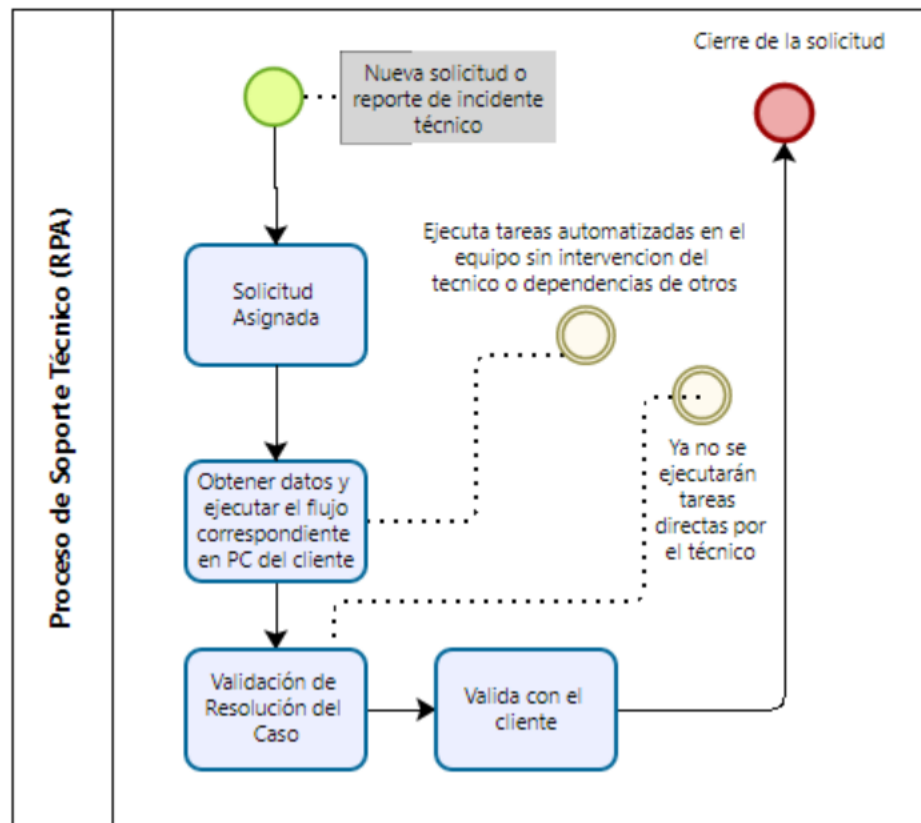 Proceso de Soporte Técnico (RPA)
Nueva solicitud o
reporte de incidente
técnico
Cierre de la solicitud
Solicitud
Asignada
Ejecuta tareas automatizadas en el
equipo sin intervencion del
tecnico o dependencias de otros
Obtener datos y
ejecutar el flujo
correspondiente
en PC del cliente
Ya no se
ejecutarán
tareas
directas por
el técnico
Validación de
Resolución del
Caso
Valida con el
cliente